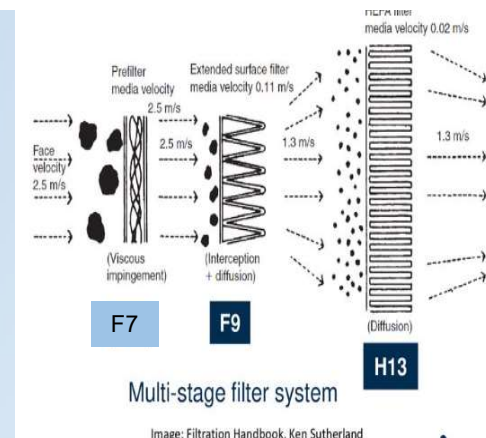 HEPA filter
media velocity 0.02 m/s
Prefilter
media velocity
2.5 m/s
Extended surface filter
media velocity 0.11 m/s
Face
velocity
2.5 m/s
2.5 m/s
1.3 m/s
1.3 m/s
(Viscous
impingement)
(Interception
+ diffusion)
(Diffusion)
F7
F9
H13
Multi-stage filter system
Image: Filtration Handbook, Ken Sutherland